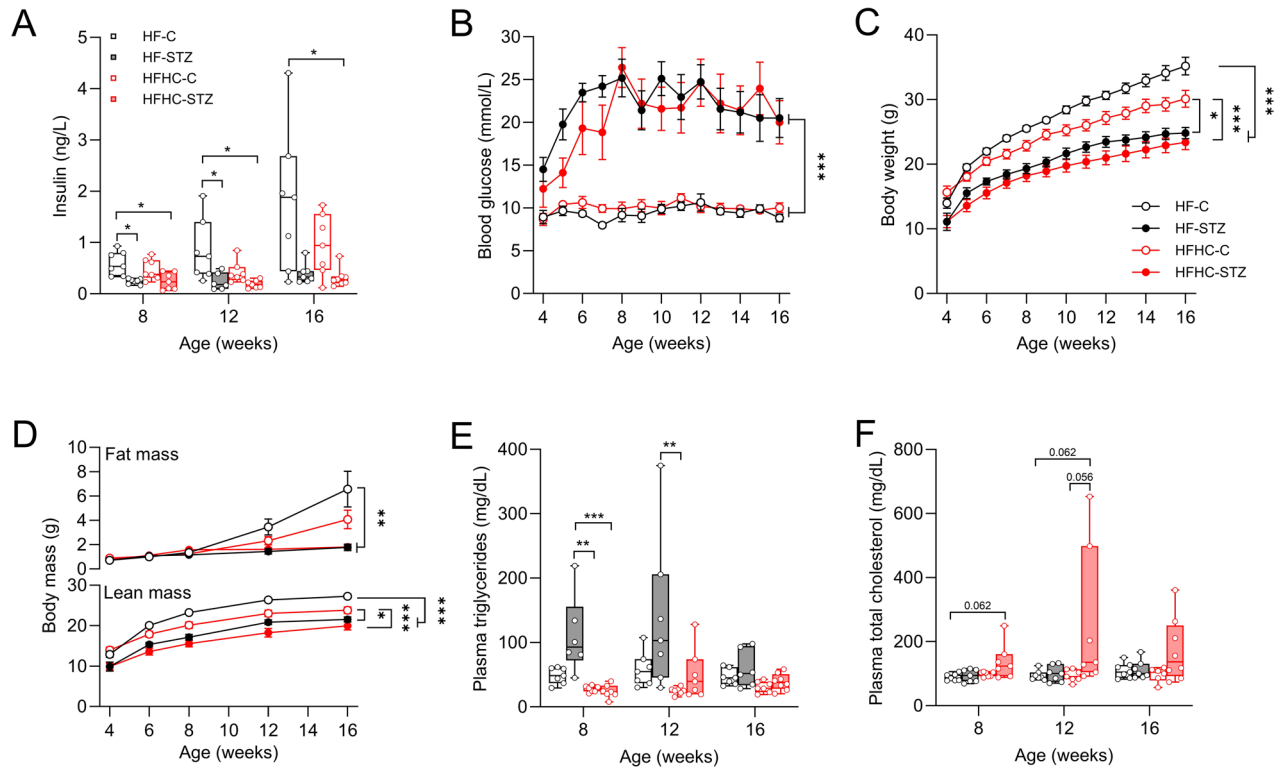 A
HF-C
HF-STZ
HFHC-C
HFHC-STZ
Insulin (ng/L)
5
4
3
2
1
0
*
*
*
*
*
8 12 16
Age (weeks)
B
Blood glucose (mmol/L)
30
25
20
15
10
5
0
***
4 6 8 10 12 14 16
Age (weeks)
C
Body weight (g)
40
30
20
10
0
*
***
***
HF-C
HF-STZ
HFHC-C
HFHC-STZ
4 6 8 10 12 14 16
Age (weeks)
D
Fat mass
Body mass (g)
10
8
6
4
2
0
**
Lean mass
30
20
10
*
***
***
4 6 8 10 12 14 16
Age (weeks)
E
Plasma triglycerides (mg/dL)
400
300
200
100
0
***
**
**
8 12 16
Age (weeks)
F
Plasma total cholesterol (mg/dL)
800
600
400
200
0
0.062
0.062
0.056
8 12 16
Age (weeks)